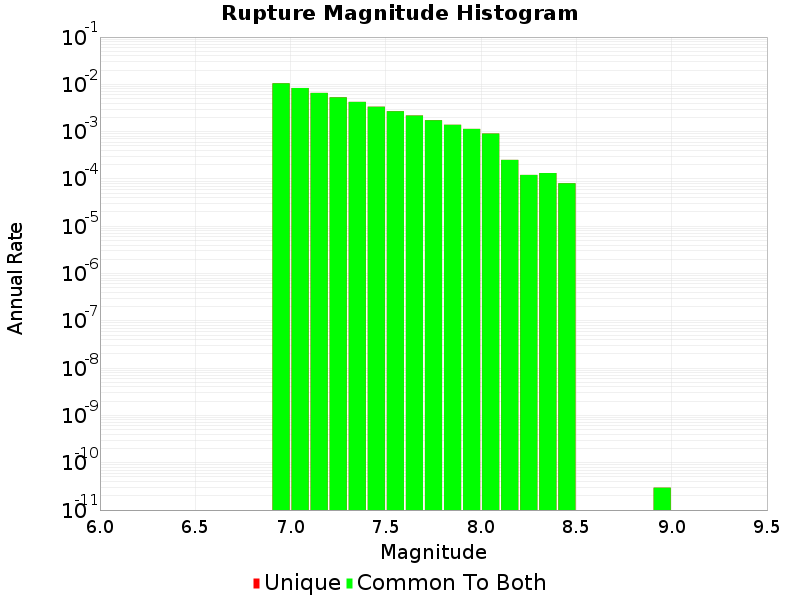 Rupture Magnitude Histogram
10^-1
10^-2
10^-3
10^-4
10^-5
10^-6
10^-7
10^-8
10^-9
10^-10
10^-11
Annual Rate
6.0 6.5 7.0 7.5 8.0 8.5 9.0 9.5
Magnitude
Unique Common To Both